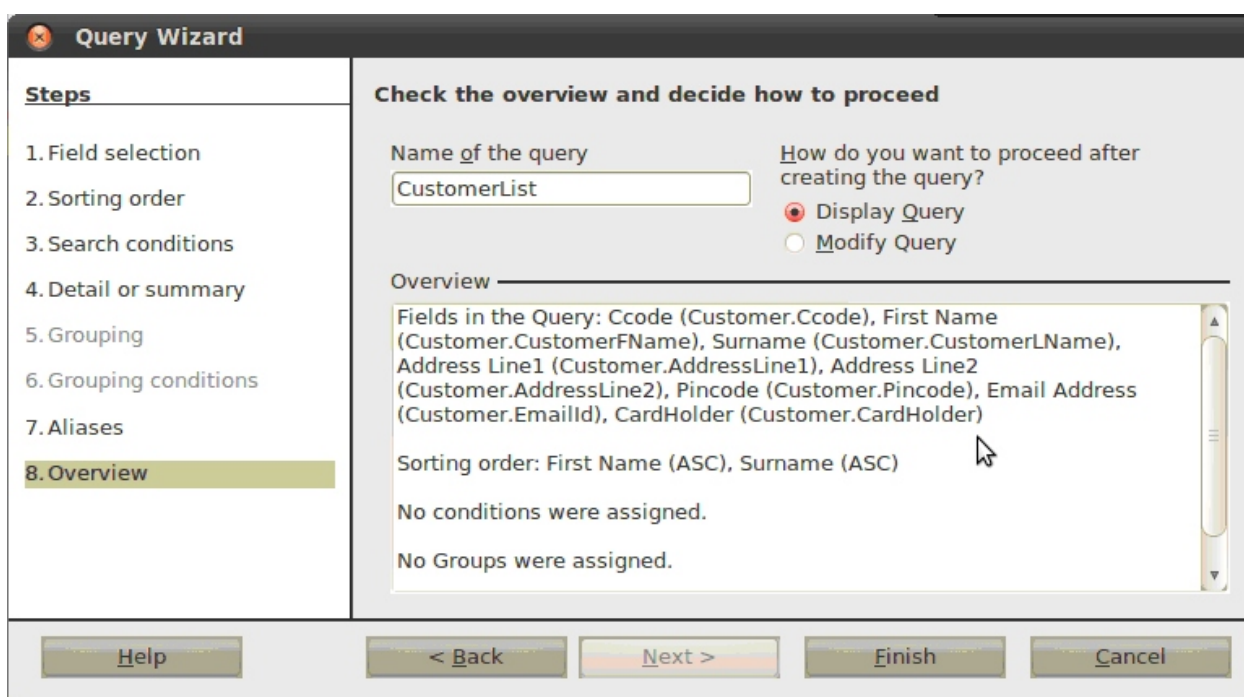 Query Wizard
Steps
1. Field selection
2. Sorting order
3. Search conditions
4. Detail or summary
5. Grouping
6. Grouping conditions
7. Aliases
8. Overview
Check the overview and decide how to proceed
Name of the query
CustomerList
How do you want to proceed after
creating the query?
Display Query
Modify Query
Overview
Fields in the Query: Ccode (Customer.Ccode), First Name
(Customer.CustomerFName), Surname (Customer.CustomerLName),
Address Line1 (Customer.AddressLine1), Address Line2
(Customer.AddressLine2), Pincode (Customer.Pincode), Email Address
(Customer.EmailId), CardHolder (Customer.CardHolder)
Sorting order: First Name (ASC), Surname (ASC)
No conditions were assigned.
No Groups were assigned.
Help
< Back
Next >
Finish
Cancel